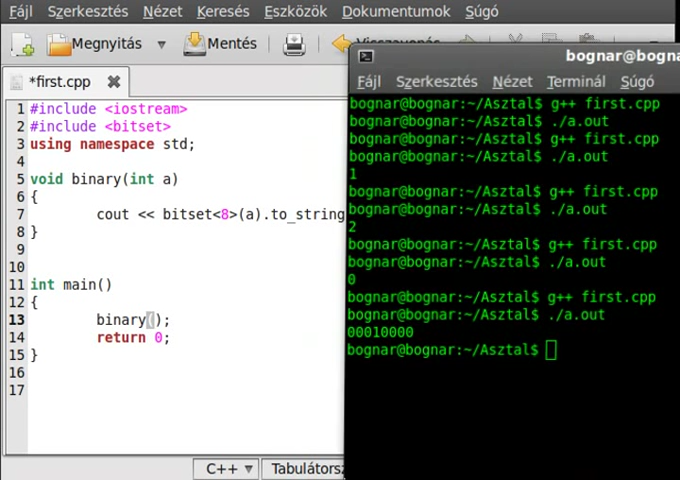 Fájl Szerkesztés Nézet Keresés Eszközök Dokumentumok Súgó
Megnyitás Mentés Visszavonás
*first.cpp
1 #include <iostream>
2 #include <bitset>
3 using namespace std;
4
5 void binary(int a)
6 {
7 cout << bitset<8>(a).to_string
8 }
9
10
11 int main()
12 {
13 binary();
14 return 0;
15 }
16
17
C++ Tabulátorsz
bognar@bogna
Fájl Szerkesztés Nézet Terminál Súgó
bognar@bognar:~/Asztal$ g++ first.cpp
bognar@bognar:~/Asztal$ ./a.out
bognar@bognar:~/Asztal$ g++ first.cpp
bognar@bognar:~/Asztal$ ./a.out
1
bognar@bognar:~/Asztal$ g++ first.cpp
bognar@bognar:~/Asztal$ ./a.out
2
bognar@bognar:~/Asztal$ g++ first.cpp
bognar@bognar:~/Asztal$ ./a.out
0
bognar@bognar:~/Asztal$ g++ first.cpp
bognar@bognar:~/Asztal$ ./a.out
00010000
bognar@bognar:~/Asztal$